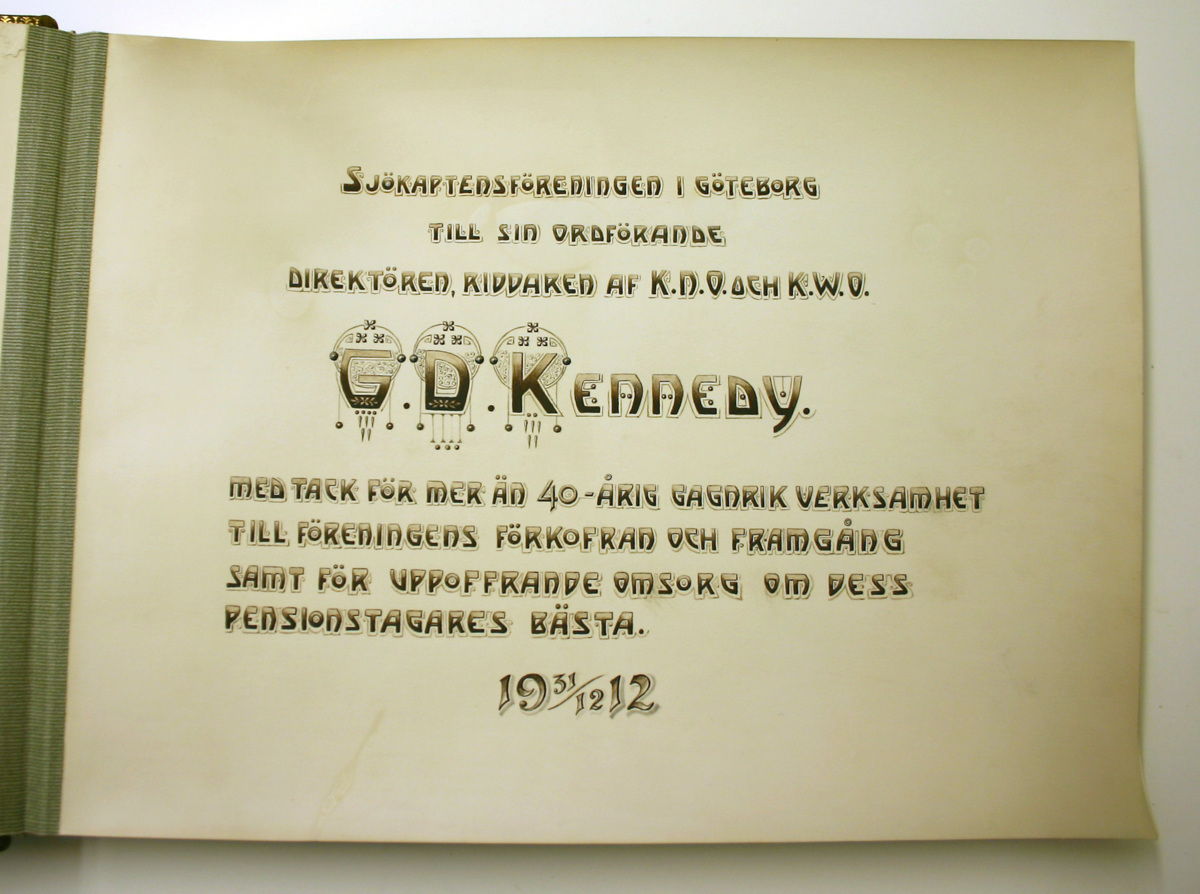 Sjökaptensföreningen i Göteborg
till sin ordförande
direktören, riddaren af K.N.O. och K.W.O.
G. D. Kennedy.
med tack för mer än 40-årig gagnrik verksamhet
till föreningens förkofran och framgång
samt för uppoffrande omsorg om dess
pensionstagares bästa.
19 31/12 12